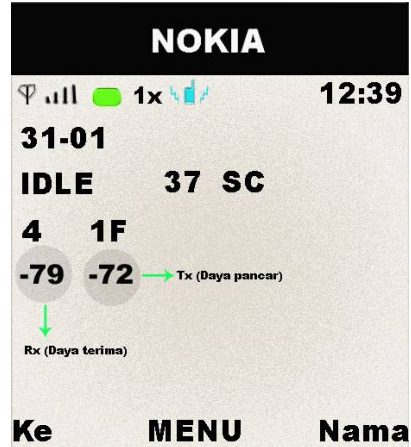 NOKIA
1x 12:39
31-01
IDLE 37 SC
4 1F
-79 -72 Tx (Daya pancar)
Rx (Daya terima)
Ke MENU Nama